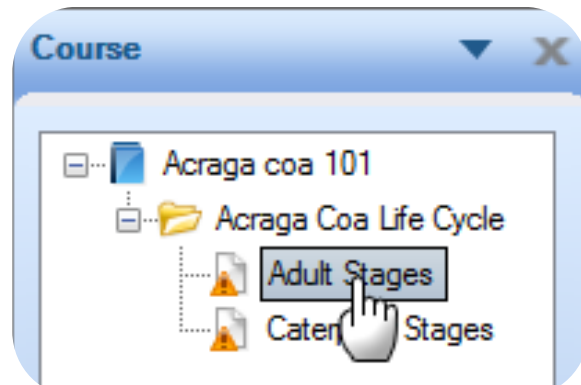 Course
Acraga coa 101
Acraga Coa Life Cycle
Adult Stages
Stages